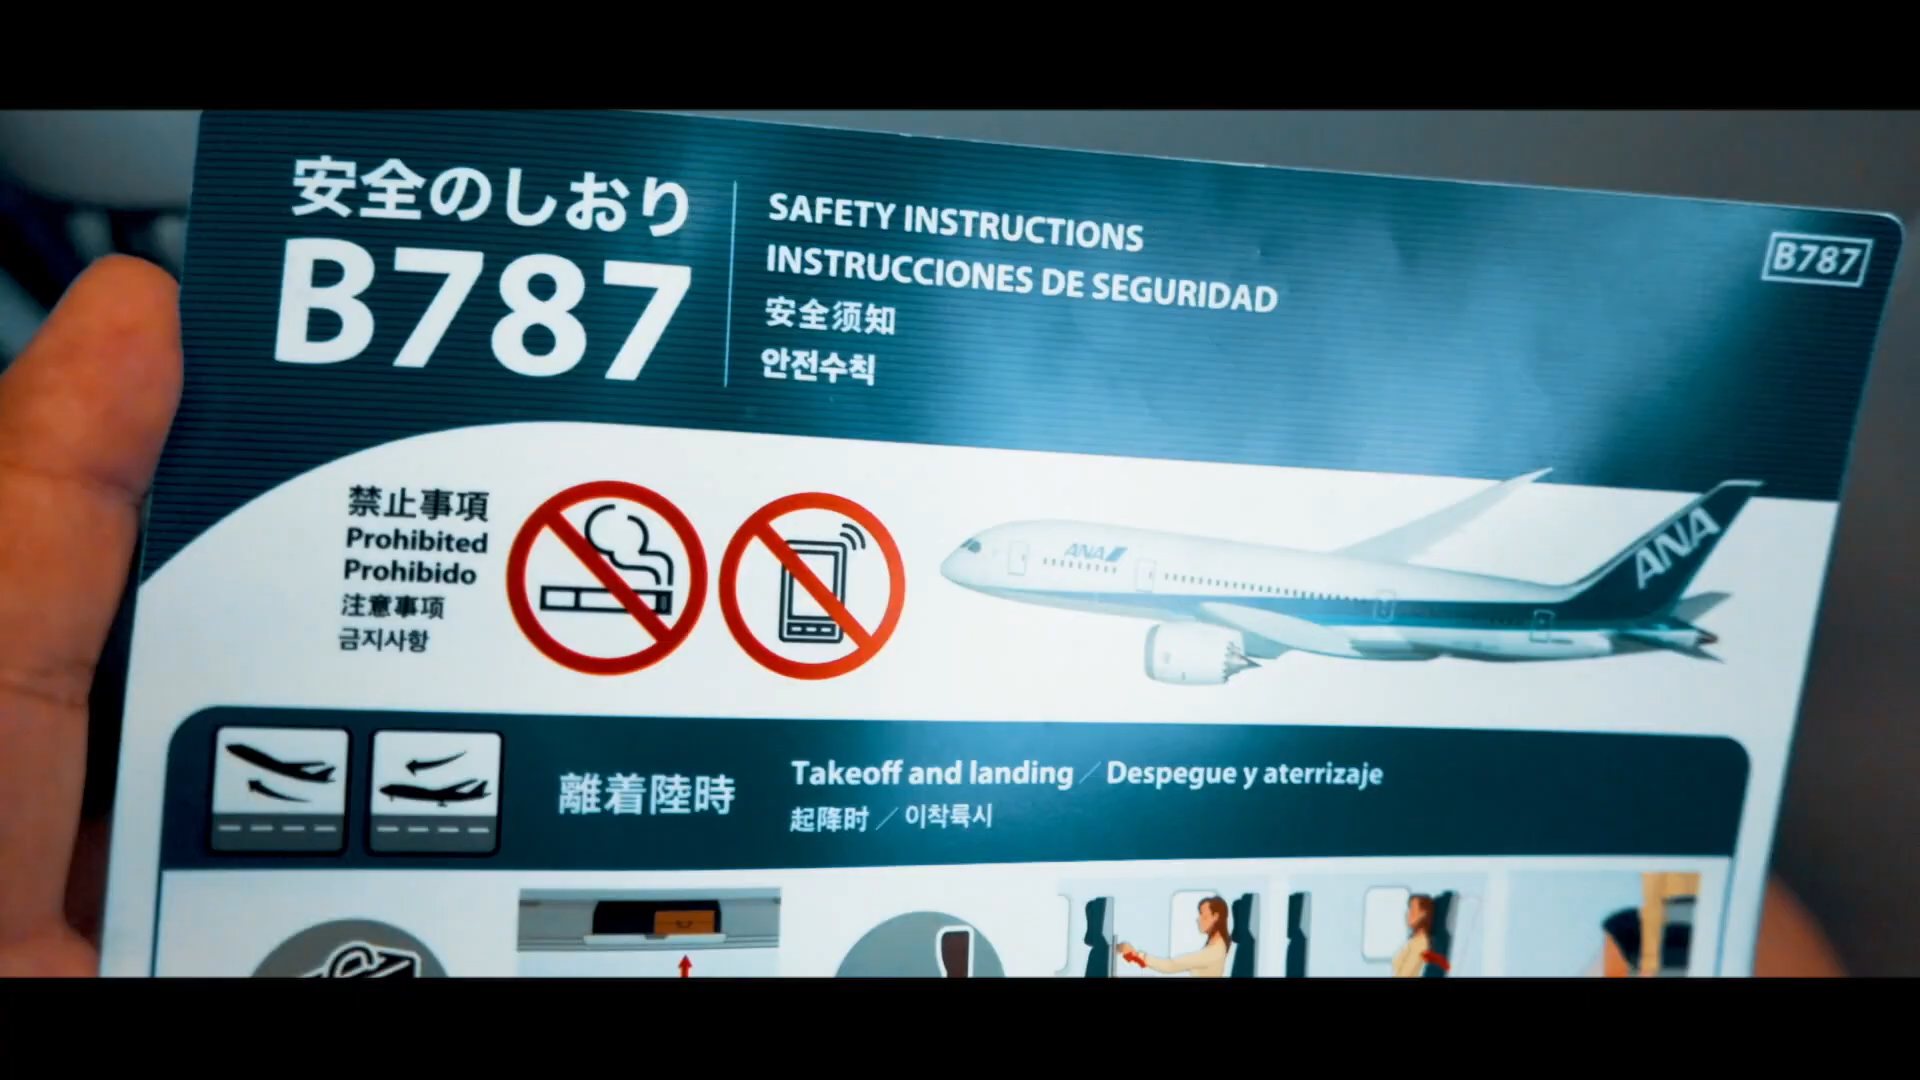 安全のしおり
B787
SAFETY INSTRUCTIONS
INSTRUCCIONES DE SEGURIDAD
安全须知
안전수칙
B787
禁止事項
Prohibited
Prohibido
注意事项
금지사항
ANA
ANA
離着陸時
Takeoff and landing / Despegue y aterrizaje
起降时 / 이착륙시